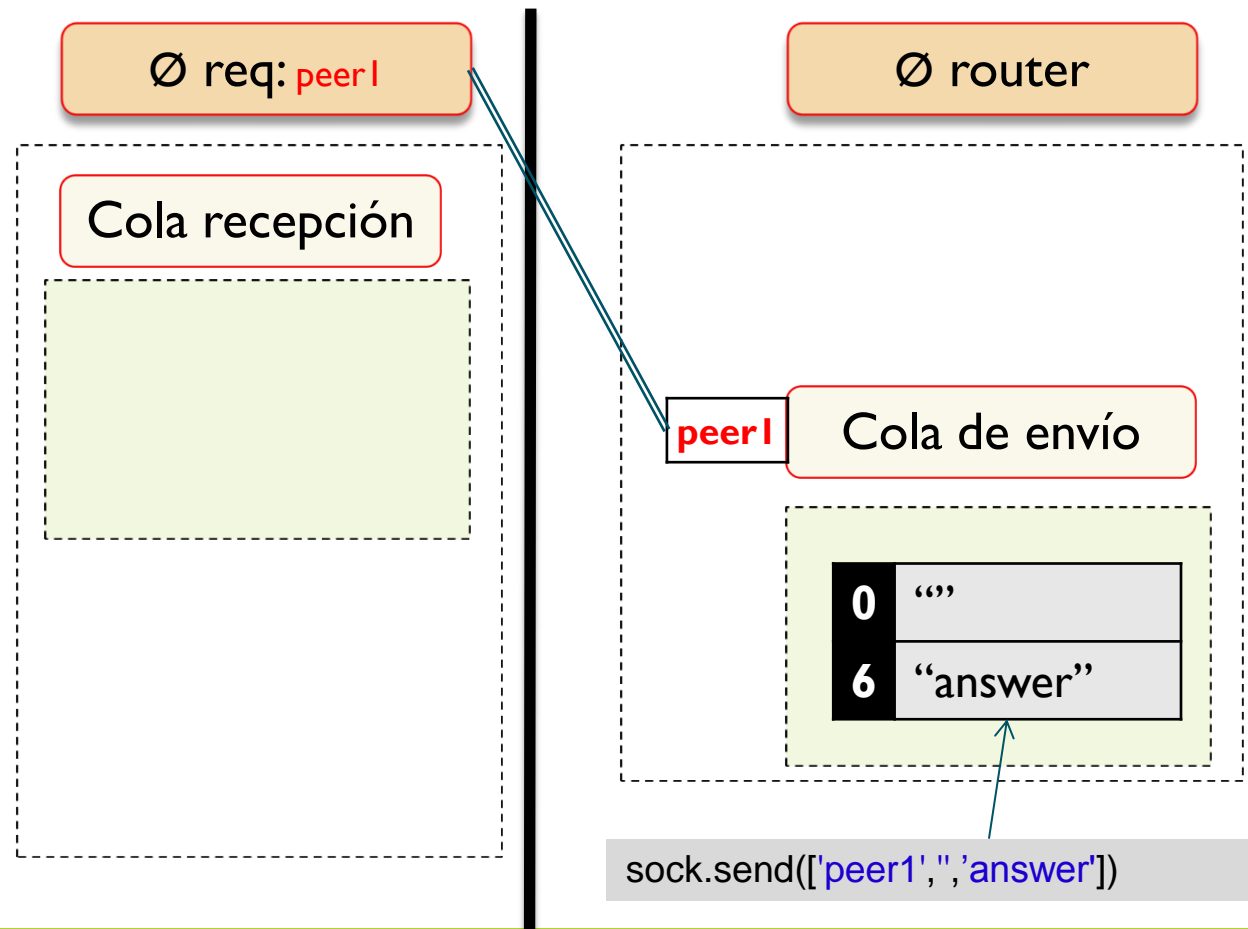 Ø req: peer1
Ø router
Cola recepción
peer1
Cola de envío
0 “”
6 “answer”
sock.send(['peer1','',’answer'])